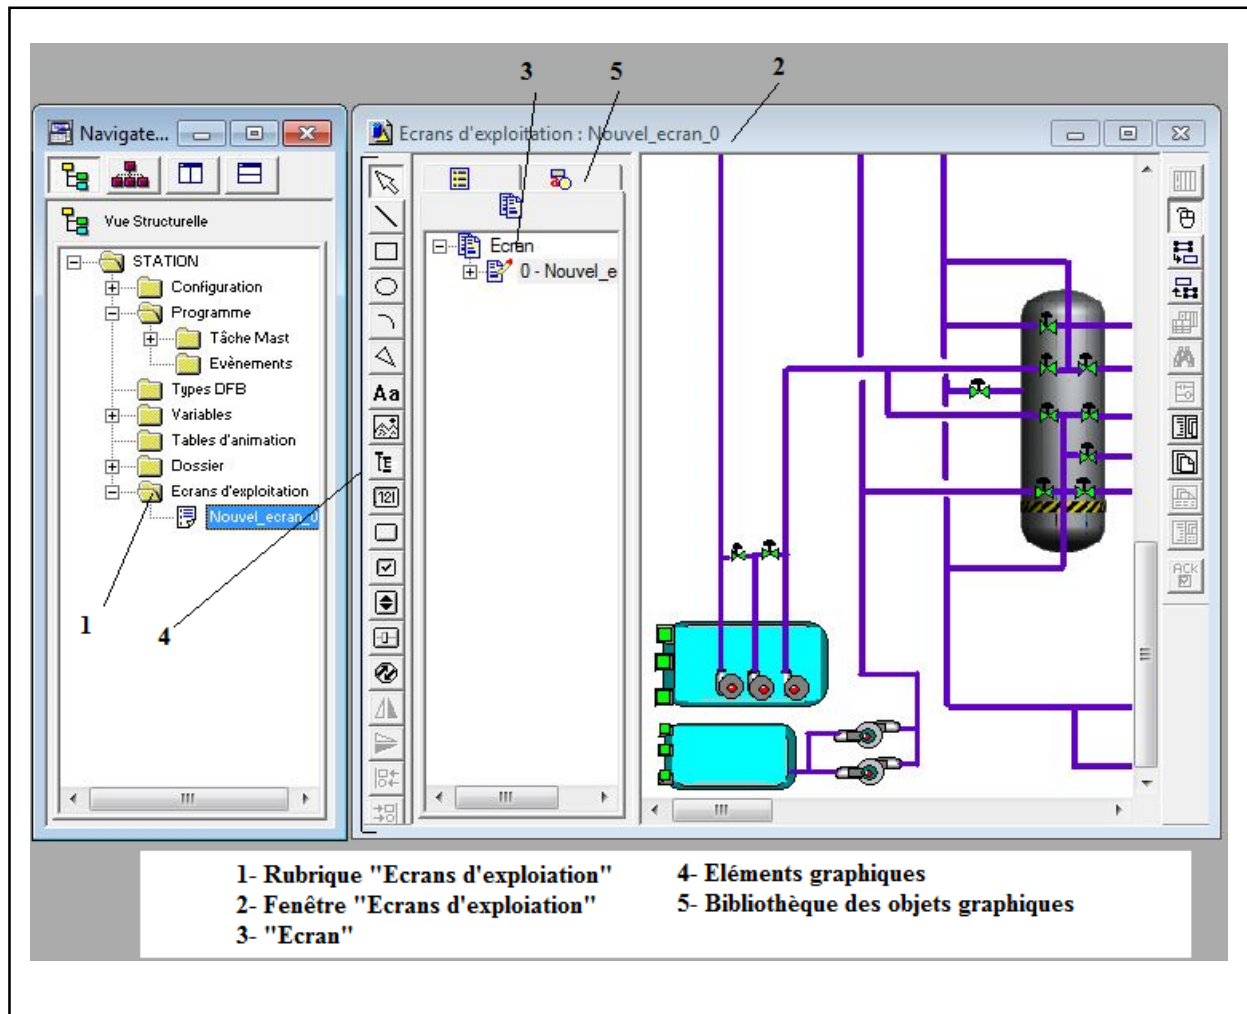 3 5 2
Navigate...
Ecrans d'exploitation : Nouvel_ecran_0
Vue Structurelle
STATION
Configuration
Programme
Tâche Mast
Evènements
Types DFB
Variables
Tables d'animation
Dossier
Ecrans d'exploitation
Nouvel_ecran_0
1
4
Aa
TE
121
Ecran
0 - Nouvel_e
ACK
1- Rubrique "Ecrans d'exploiation"
2- Fenêtre "Ecrans d'exploiation"
3- "Ecran"
4- Eléments graphiques
5- Bibliothèque des objets graphiques